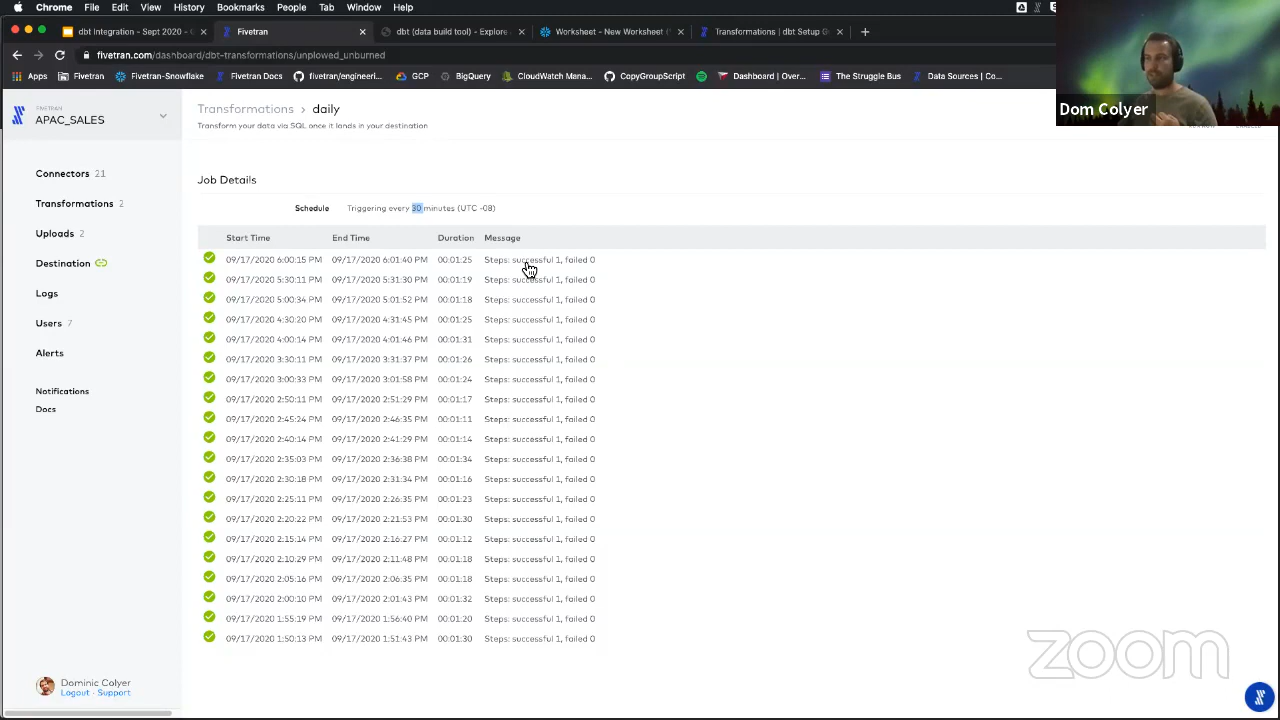 Chrome File Edit View History Bookmarks People Tab Window Help
dbt Integration - Sept 2020 - G
Fivetran
dbt (data build tool) - Explore
Worksheet - New Worksheet (
Transformations | dbt Setup G
fivetran.com/dashboard/dbt-transformations/unplowed_unburned
Apps
Fivetran-Snowflake
Fivetran Docs
fivetran/engineering...
GCP
BigQuery
CloudWatch Mana...
CopyGroupScript
Dashboard | Over...
The Struggle Bus
Data Sources | Co...
Dom Colyer
FIVETRAN
APAC_SALES
Connectors 21
Transformations 2
Uploads 2
Destination
Logs
Users 7
Alerts
Notifications
Docs
Dominic Colyer
Logout · Support
Transformations > daily
Transform your data via SQL once it lands in your destination
Job Details
Schedule Triggering every 30 minutes (UTC -08)
Start Time End Time Duration Message
09/17/2020 6:00:15 PM 09/17/2020 6:01:40 PM 00:01:25 Steps: successful 1, failed 0
09/17/2020 5:30:11 PM 09/17/2020 5:31:30 PM 00:01:19 Steps: successful 1, failed 0
09/17/2020 5:00:34 PM 09/17/2020 5:01:52 PM 00:01:18 Steps: successful 1, failed 0
09/17/2020 4:30:20 PM 09/17/2020 4:31:45 PM 00:01:25 Steps: successful 1, failed 0
09/17/2020 4:00:14 PM 09/17/2020 4:01:46 PM 00:01:31 Steps: successful 1, failed 0
09/17/2020 3:30:11 PM 09/17/2020 3:31:37 PM 00:01:26 Steps: successful 1, failed 0
09/17/2020 3:00:33 PM 09/17/2020 3:01:58 PM 00:01:24 Steps: successful 1, failed 0
09/17/2020 2:50:11 PM 09/17/2020 2:51:29 PM 00:01:17 Steps: successful 1, failed 0
09/17/2020 2:45:24 PM 09/17/2020 2:46:35 PM 00:01:11 Steps: successful 1, failed 0
09/17/2020 2:40:14 PM 09/17/2020 2:41:29 PM 00:01:14 Steps: successful 1, failed 0
09/17/2020 2:35:03 PM 09/17/2020 2:36:38 PM 00:01:34 Steps: successful 1, failed 0
09/17/2020 2:30:18 PM 09/17/2020 2:31:34 PM 00:01:16 Steps: successful 1, failed 0
09/17/2020 2:25:11 PM 09/17/2020 2:26:35 PM 00:01:23 Steps: successful 1, failed 0
09/17/2020 2:20:22 PM 09/17/2020 2:21:53 PM 00:01:30 Steps: successful 1, failed 0
09/17/2020 2:15:14 PM 09/17/2020 2:16:27 PM 00:01:12 Steps: successful 1, failed 0
09/17/2020 2:10:29 PM 09/17/2020 2:11:48 PM 00:01:18 Steps: successful 1, failed 0
09/17/2020 2:05:16 PM 09/17/2020 2:06:35 PM 00:01:18 Steps: successful 1, failed 0
09/17/2020 2:00:10 PM 09/17/2020 2:01:43 PM 00:01:32 Steps: successful 1, failed 0
09/17/2020 1:55:19 PM 09/17/2020 1:56:40 PM 00:01:20 Steps: successful 1, failed 0
09/17/2020 1:50:13 PM 09/17/2020 1:51:43 PM 00:01:30 Steps: successful 1, failed 0
zoom